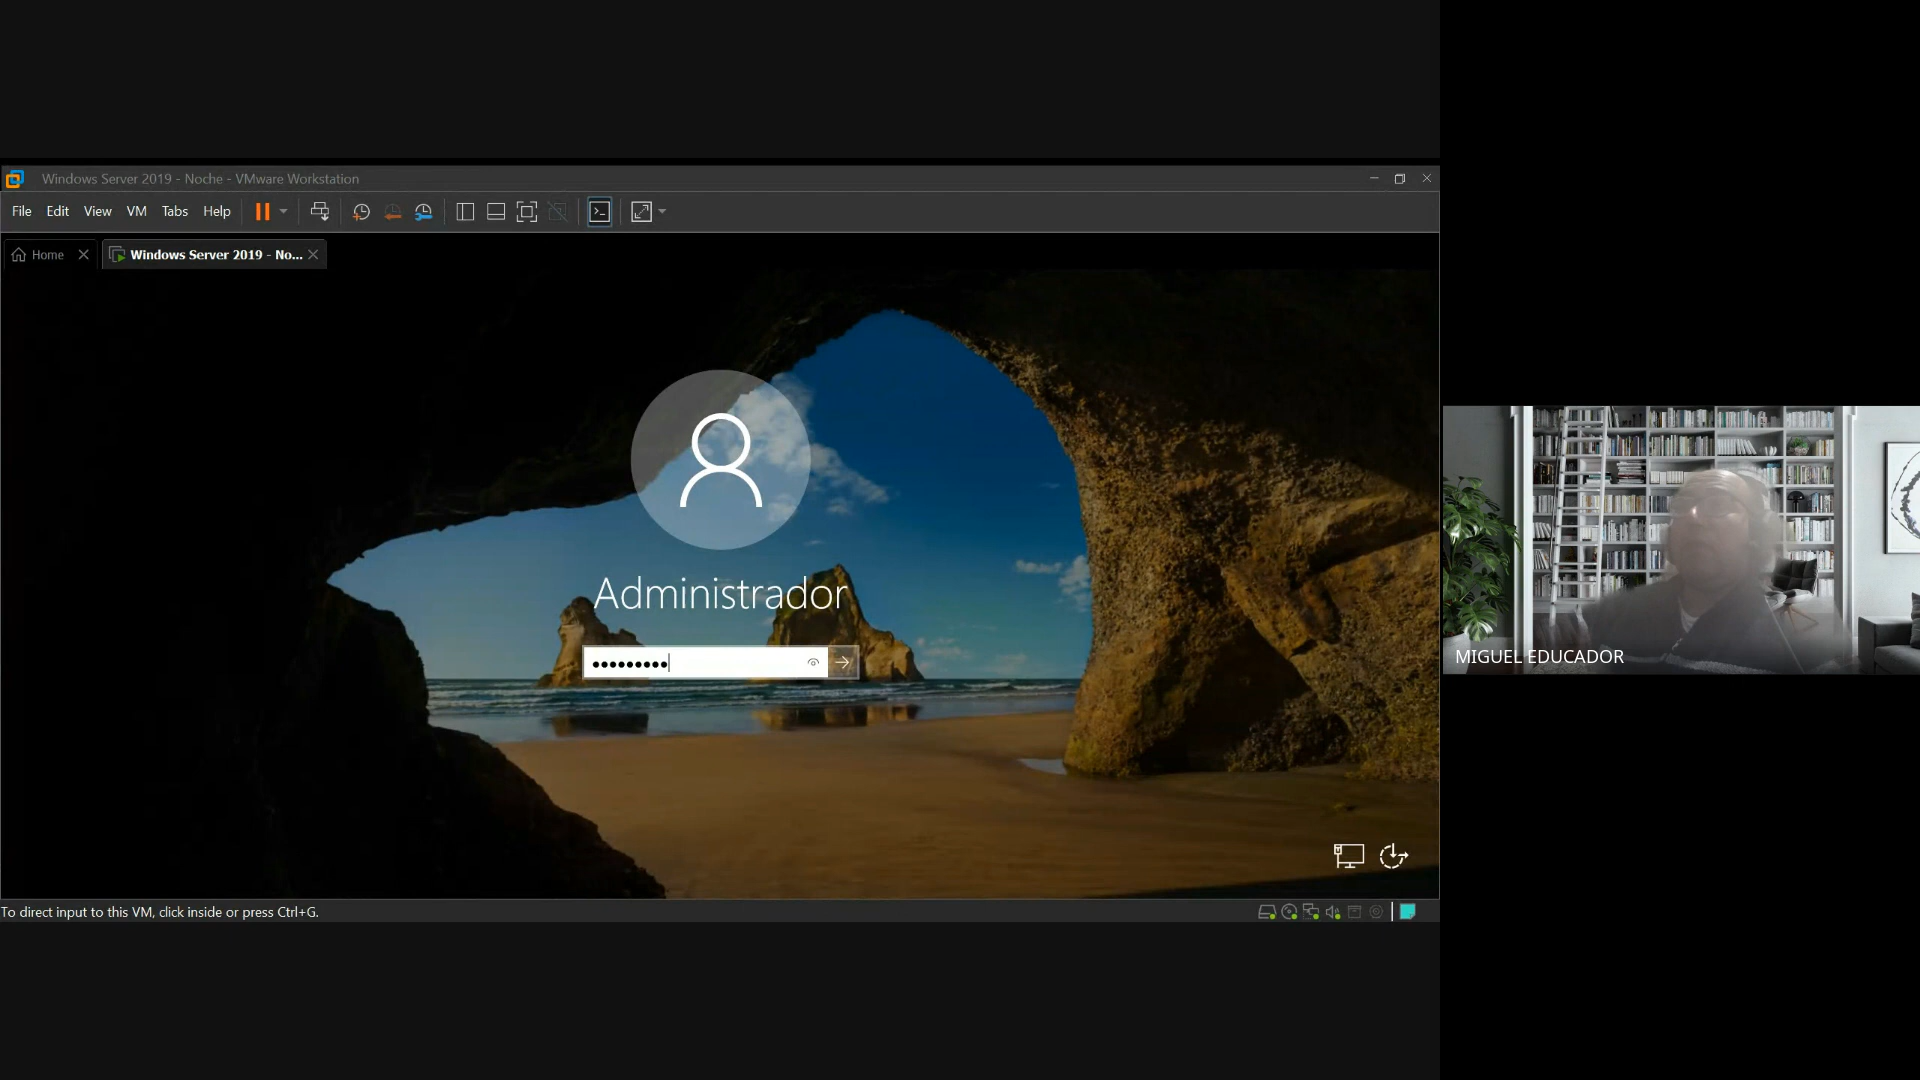 Windows Server 2019 - Noche - VMware Workstation
File Edit View VM Tabs Help
Home Windows Server 2019 - No...
Administrador
MIGUEL EDUCADOR
To direct input to this VM, click inside or press Ctrl+G.